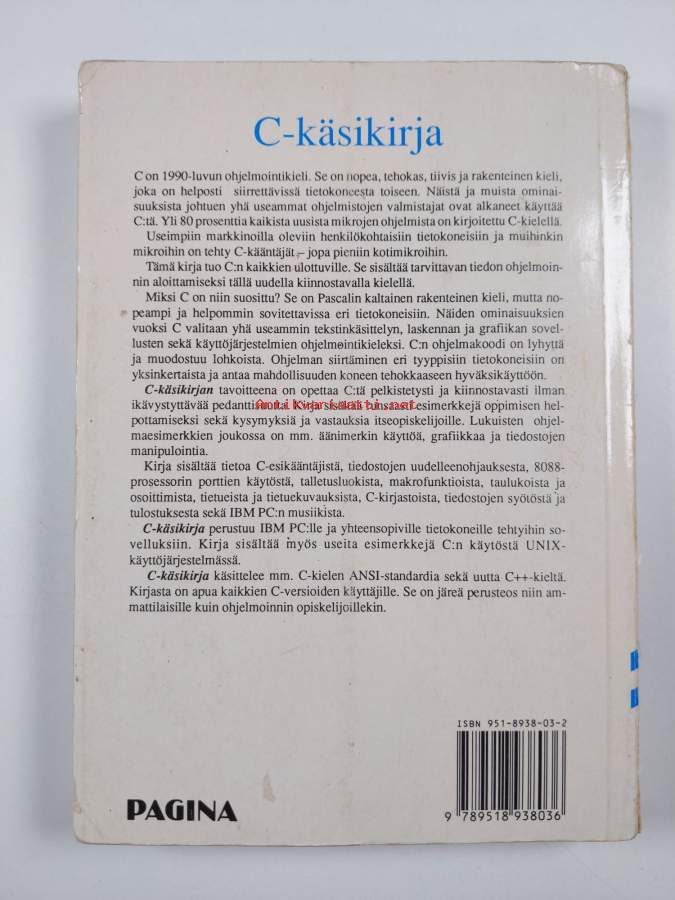 C-käsikirja
C on 1990-luvun ohjelmointikieli. Se on nopea, tehokas, tiivis ja rakenteinen kieli,
joka on helposti siirrettävissä tietokoneesta toiseen. Näistä ja muista ominai-
suuksista johtuen yhä useammat ohjelmistojen valmistajat ovat alkaneet käyttää
C:tä. Yli 80 prosenttia kaikista uusista mikrojen ohjelmista on kirjoitettu C-kielellä.
Useimpiin markkinoilla oleviin henkilökohtaisiin tietokoneisiin ja muihinkin
mikroihin on tehty C-kääntäjät – jopa pieniin kotimikroihin.
Tämä kirja tuo C:n kaikkien ulottuville. Se sisältää tarvittavan tiedon ohjelmoin-
nin aloittamiseksi tällä uudella kiinnostavalla kielellä.
Miksi C on niin suosittu? Se on Pascalin kaltainen rakenteinen kieli, mutta no-
peampi ja helpommin sovitettavissa eri tietokoneisiin. Näiden ominaisuuksien
vuoksi C valitaan yhä useammin tekstinkäsittelyn, laskennan ja grafiikan sovel-
lusten sekä käyttöjärjestelmien ohjelmointikieleksi. C:n ohjelmakoodi on lyhyttä
ja muodostuu lohkoista. Ohjelman siirtäminen eri tyyppisiin tietokoneisiin on
yksinkertaista ja antaa mahdollisuuden koneen tehokkaaseen hyväksikäyttöön.
C-käsikirjan tavoitteena on opettaa C:tä pelkistetysti ja kiinnostavasti ilman
ikävystyttävää pedanttisuutta. Kirja sisältää runsaasti esimerkkejä oppimisen hel-
Antikvariaatti.net
pottamiseksi sekä kysymyksiä ja vastauksia itseopiskelijoille. Lukuisten ohjel-
maesimerkkien joukossa on mm. äänimerkin käyttöä, grafiikkaa ja tiedostojen
manipulointia.
Kirja sisältää tietoa C-esikääntäjistä, tiedostojen uudelleenohjauksesta, 8088-
prosessorin porttien käytöstä, talletusluokista, makrofunktioista, taulukoista ja
osoittimista, tietueista ja tietuekuvauksista, C-kirjastoista, tiedostojen syötöstä ja
tulostuksesta sekä IBM PC:n musiikista.
C-käsikirja perustuu IBM PC:lle ja yhteensopiville tietokoneille tehtyihin so-
velluksiin. Kirja sisältää myös useita esimerkkejä C:n käytöstä UNIX-
käyttöjärjestelmässä.
C-käsikirja käsittelee mm. C-kielen ANSI-standardia sekä uutta C++-kieltä.
Kirjasta on apua kaikkien C-versioiden käyttäjille. Se on järeä perusteos niin am-
mattilaisille kuin ohjelmoinnin opiskelijoillekin.
ISBN 951-8938-03-2
9 789518 938036
PAGINA